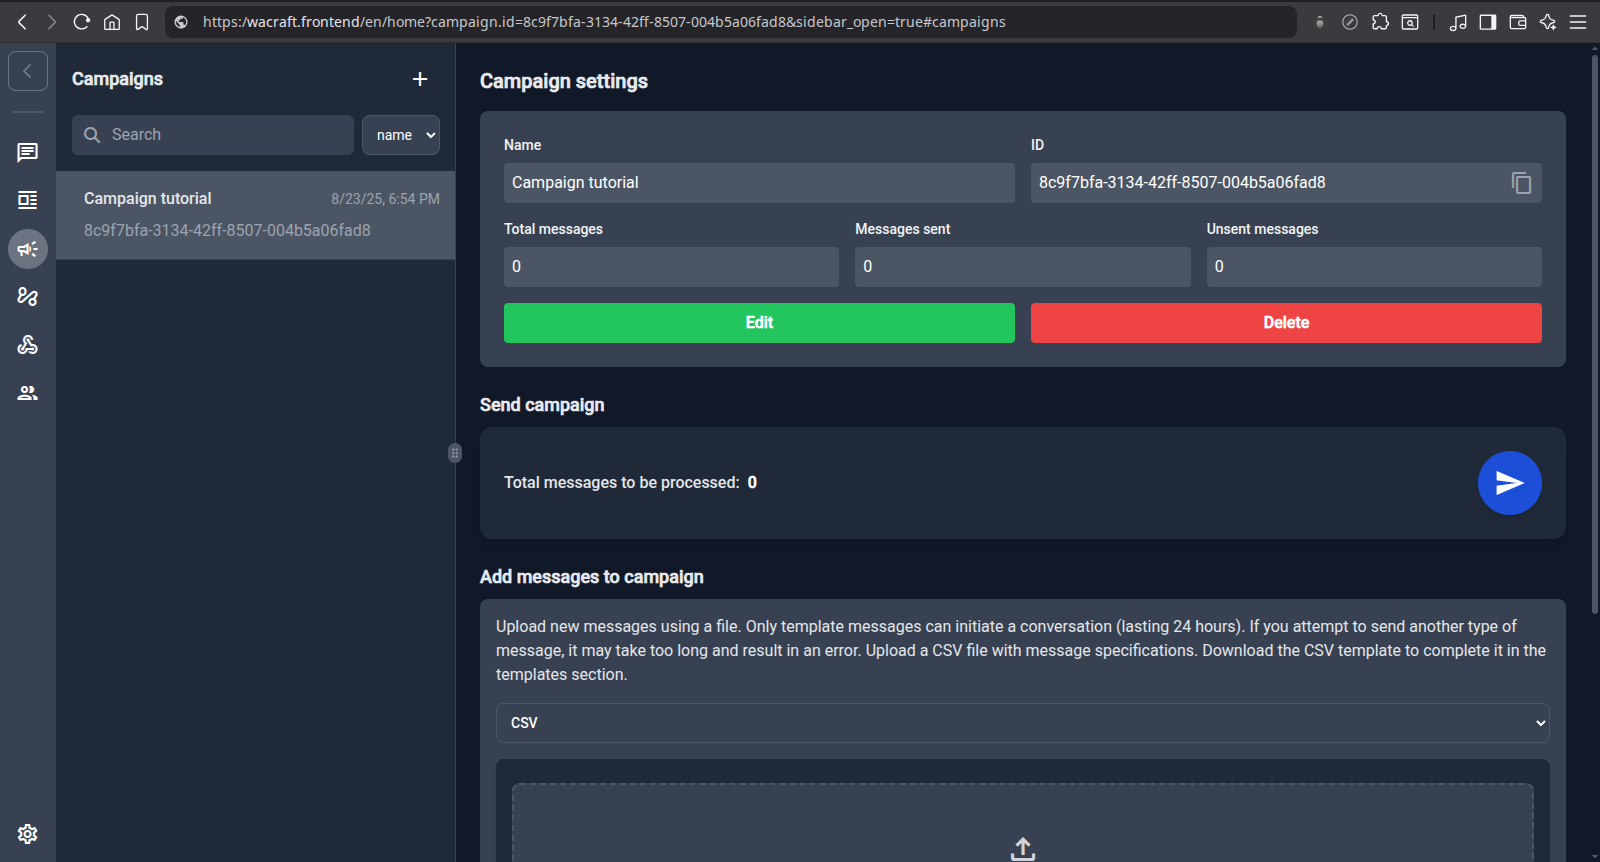 https:/wacraft.frontend/en/home?campaign.id=8c9f7bfa-3134-42ff-8507-004b5a06fad8&sidebar_open=true#campaigns
Campaigns
Search
name
Campaign tutorial
8/23/25, 6:54 PM
8c9f7bfa-3134-42ff-8507-004b5a06fad8
Campaign settings
Name
ID
Campaign tutorial
8c9f7bfa-3134-42ff-8507-004b5a06fad8
Total messages
Messages sent
Unsent messages
0
0
0
Edit
Delete
Send campaign
Total messages to be processed: 0
Add messages to campaign
Upload new messages using a file. Only template messages can initiate a conversation (lasting 24 hours). If you attempt to send another type of
message, it may take too long and result in an error. Upload a CSV file with message specifications. Download the CSV template to complete it in the
templates section.
CSV